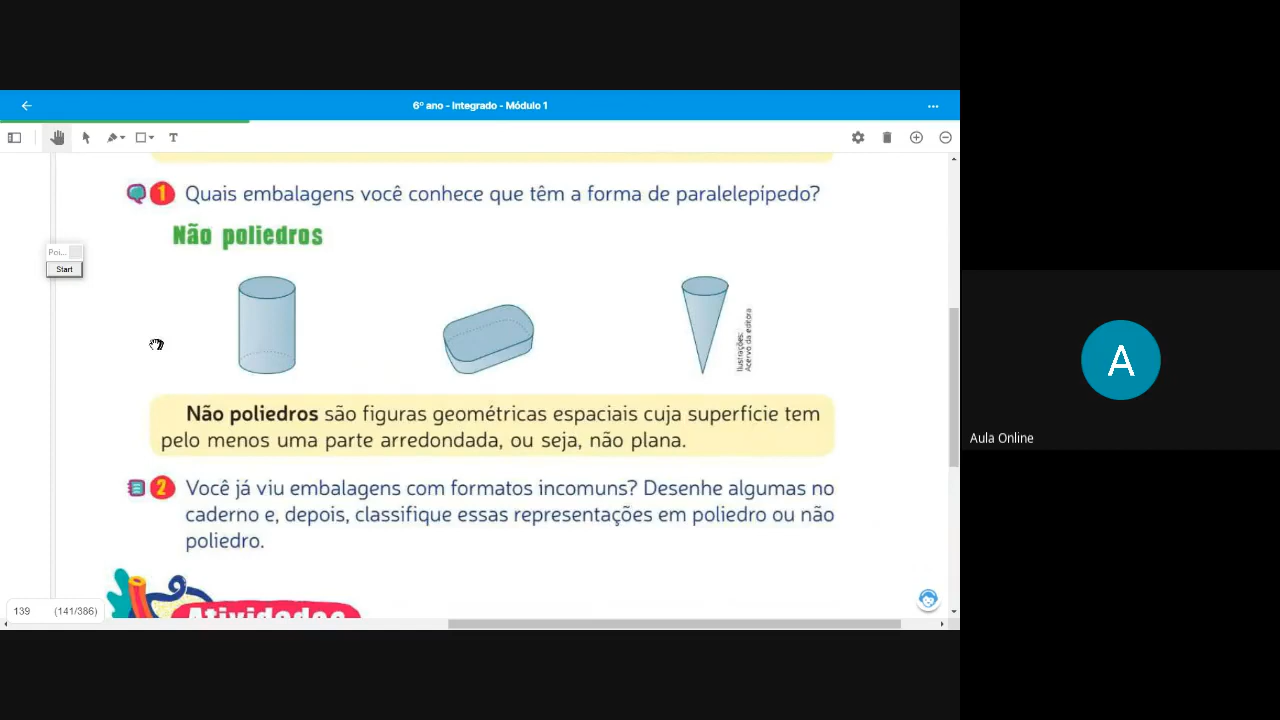 6º ano - Integrado - Módulo 1
T
1 Quais embalagens você conhece que têm a forma de paralelepípedo?
Não poliedros
Poi...
Start
Ilustrações:
Acervo da editora
Não poliedros são figuras geométricas espaciais cuja superfície tem
pelo menos uma parte arredondada, ou seja, não plana.
2 Você já viu embalagens com formatos incomuns? Desenhe algumas no
caderno e, depois, classifique essas representações em poliedro ou não
poliedro.
Atividades
139 (141/386)
A
Aula Online